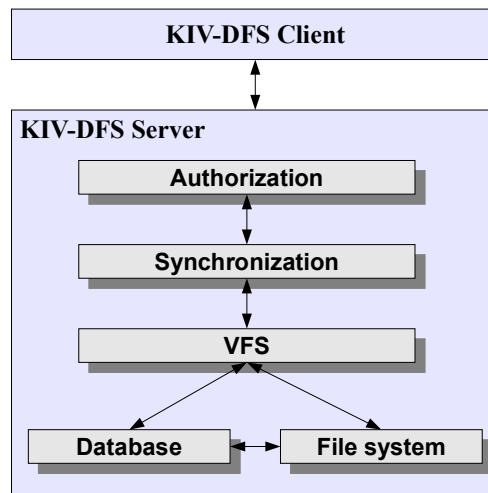 KIV-DFS Client
KIV-DFS Server
Authorization
Synchronization
VFS
Database
File system